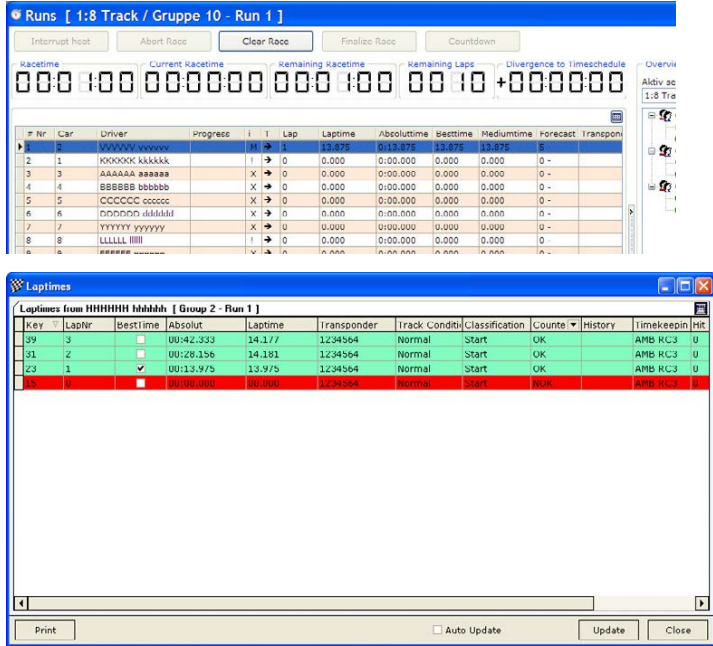 Runs [ 1:8 Track / Gruppe 10 - Run 1 ]
Interrupt heat Abort Race Clear Race Finalize Race Countdown
Racetime Current Racetime Remaining Racetime Remaining Laps Divergence to Timeschedule Overvie
00:01:00 00:00:00 00:1:00 00 10 +00:00:00 Aktiv se
1:8 Tra
# Nr Car Driver Progress i T Lap Laptime Absoluttime Besttime Mediumtime Forecast Transpon
1 2 VVVVVV vvvvvv M ➔ 1 13.875 0:13.875 13.875 13.875 5 -
2 1 KKKKKK kkkkkk ! ➔ 0 0.000 0:00.000 0.000 0.000 0 -
3 3 AAAAAA aaaaaa X ➔ 0 0.000 0:00.000 0.000 0.000 0 -
4 4 BBBBBB bbbbbb X ➔ 0 0.000 0:00.000 0.000 0.000 0 -
5 5 CCCCCC cccccc X ➔ 0 0.000 0:00.000 0.000 0.000 0 -
6 6 DDDDDD dddddd X ➔ 0 0.000 0:00.000 0.000 0.000 0 -
7 7 YYYYYY yyyyyy X ➔ 0 0.000 0:00.000 0.000 0.000 0 -
8 8 LLLLLL llllll ! ➔ 0 0.000 0:00.000 0.000 0.000 0 -
Laptimes
Laptimes from HHHHHH hhhhhh [ Group 2 - Run 1 ]
Key LapNr BestTime Absolut Laptime Transponder Track Conditi Classification Counte History Timekeepin Hit
39 3 00:42.333 14.177 1234564 Normal Start OK AMB RC3 0
31 2 00:28.156 14.181 1234564 Normal Start OK AMB RC3 0
23 1 00:13.975 13.975 1234564 Normal Start OK AMB RC3 0
15 0 00:00.000 00.000 1234564 Normal Start NOK AMB RC3 0
Print Auto Update Update Close